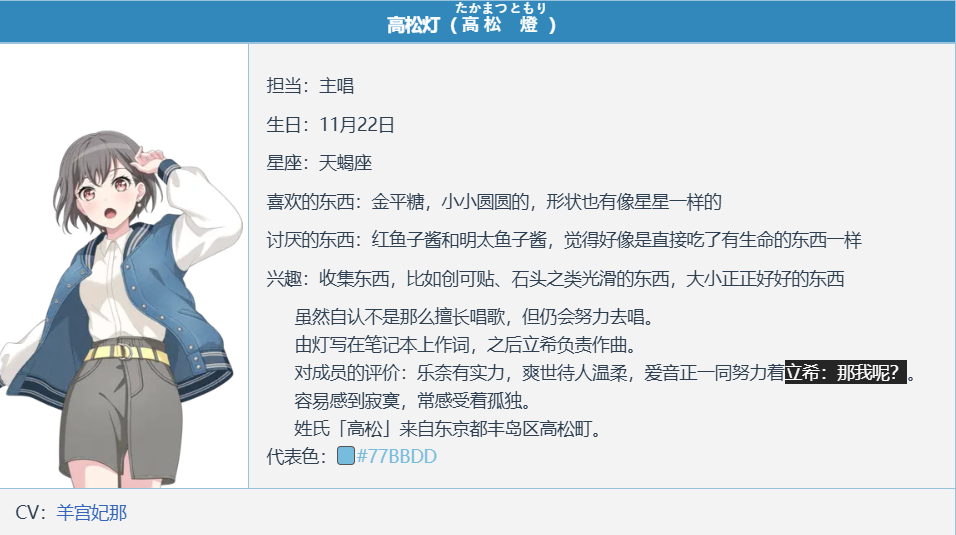 たかまつともり
高松灯（高松 燈）
担当：主唱
生日：11月22日
星座：天蝎座
喜欢的东西：金平糖，小小圆圆的，形状也有像星星一样的
讨厌的东西：红鱼子酱和明太鱼子酱，觉得好像是直接吃了有生命的东西一样
兴趣：收集东西，比如创可贴、石头之类光滑的东西，大小正正好好的东西
虽然自认不是那么擅长唱歌，但仍会努力去唱。
由灯写在笔记本上作词，之后立希负责作曲。
对成员的评价：乐奈有实力，爽世待人温柔，爱音正一同努力着立希：那我呢？。
容易感到寂寞，常感受着孤独。
姓氏「高松」来自东京都丰岛区高松町。
代表色：#77BBDD
CV：羊宫妃那